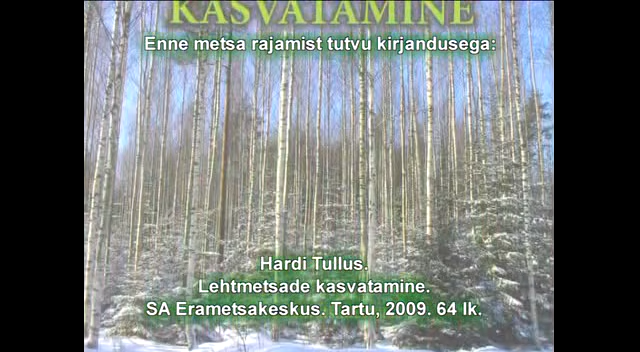 KASVATAMINE
Enne metsa rajamist tutvu kirjandusega:
Hardi Tullus.
Lehtmetsade kasvatamine.
SA Erametsakeskus. Tartu, 2009. 64 lk.